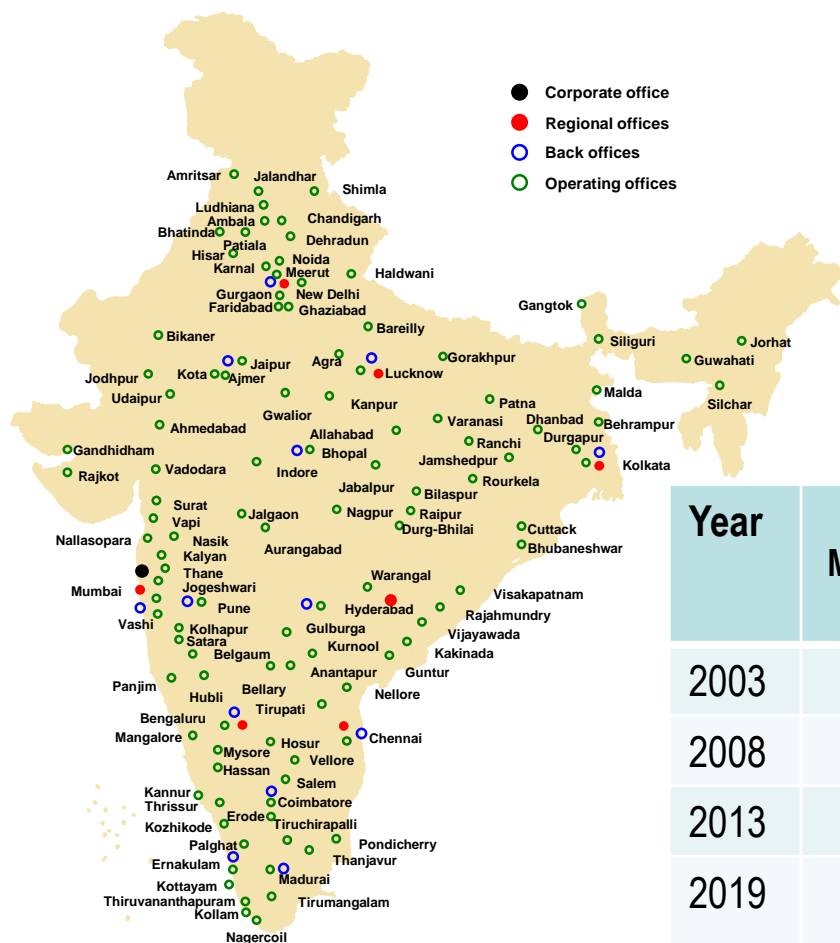 Corporate office
Regional offices
Back offices
Operating offices
Amritsar
Jalandhar
Shimla
Ludhiana
Ambala
Chandigarh
Bhatinda
Patiala
Dehradun
Hisar
Noida
Karnal
Meerut
Haldwani
Gurgaon
New Delhi
Faridabad
Ghaziabad
Gangtok
Bareilly
Bikaner
Siliguri
Jorhat
Agra
Gorakhpur
Guwahati
Jaipur
Jodhpur
Kota
Ajmer
Lucknow
Silchar
Udaipur
Malda
Gwalior
Kanpur
Patna
Ahmedabad
Varanasi
Dhanbad
Behrampur
Allahabad
Ranchi
Durgapur
Gandhidham
Bhopal
Jamshedpur
Kolkata
Rajkot
Vadodara
Indore
Jabalpur
Rourkela
Bilaspur
Surat
Jalgaon
Nagpur
Raipur
Vapi
Durg-Bhilai
Cuttack
Nallasopara
Nasik
Aurangabad
Bhubaneshwar
Kalyan
Thane
Warangal
Jogeshwari
Mumbai
Visakapatnam
Pune
Hyderabad
Rajahmundry
Vashi
Kolhapur
Gulburga
Vijayawada
Satara
Kurnool
Kakinada
Belgaum
Anantapur
Guntur
Panjim
Hubli
Bellary
Nellore
Tirupati
Bengaluru
Mangalore
Hosur
Chennai
Mysore
Vellore
Hassan
Salem
Kannur
Coimbatore
Thrissur
Erode
Kozhikode
Tiruchirapalli
Palghat
Pondicherry
Ernakulam
Thanjavur
Kottayam
Madurai
Thiruvananthapuram
Tirumangalam
Kollam
Nagercoil
Year
M
2003
2008
2013
2019